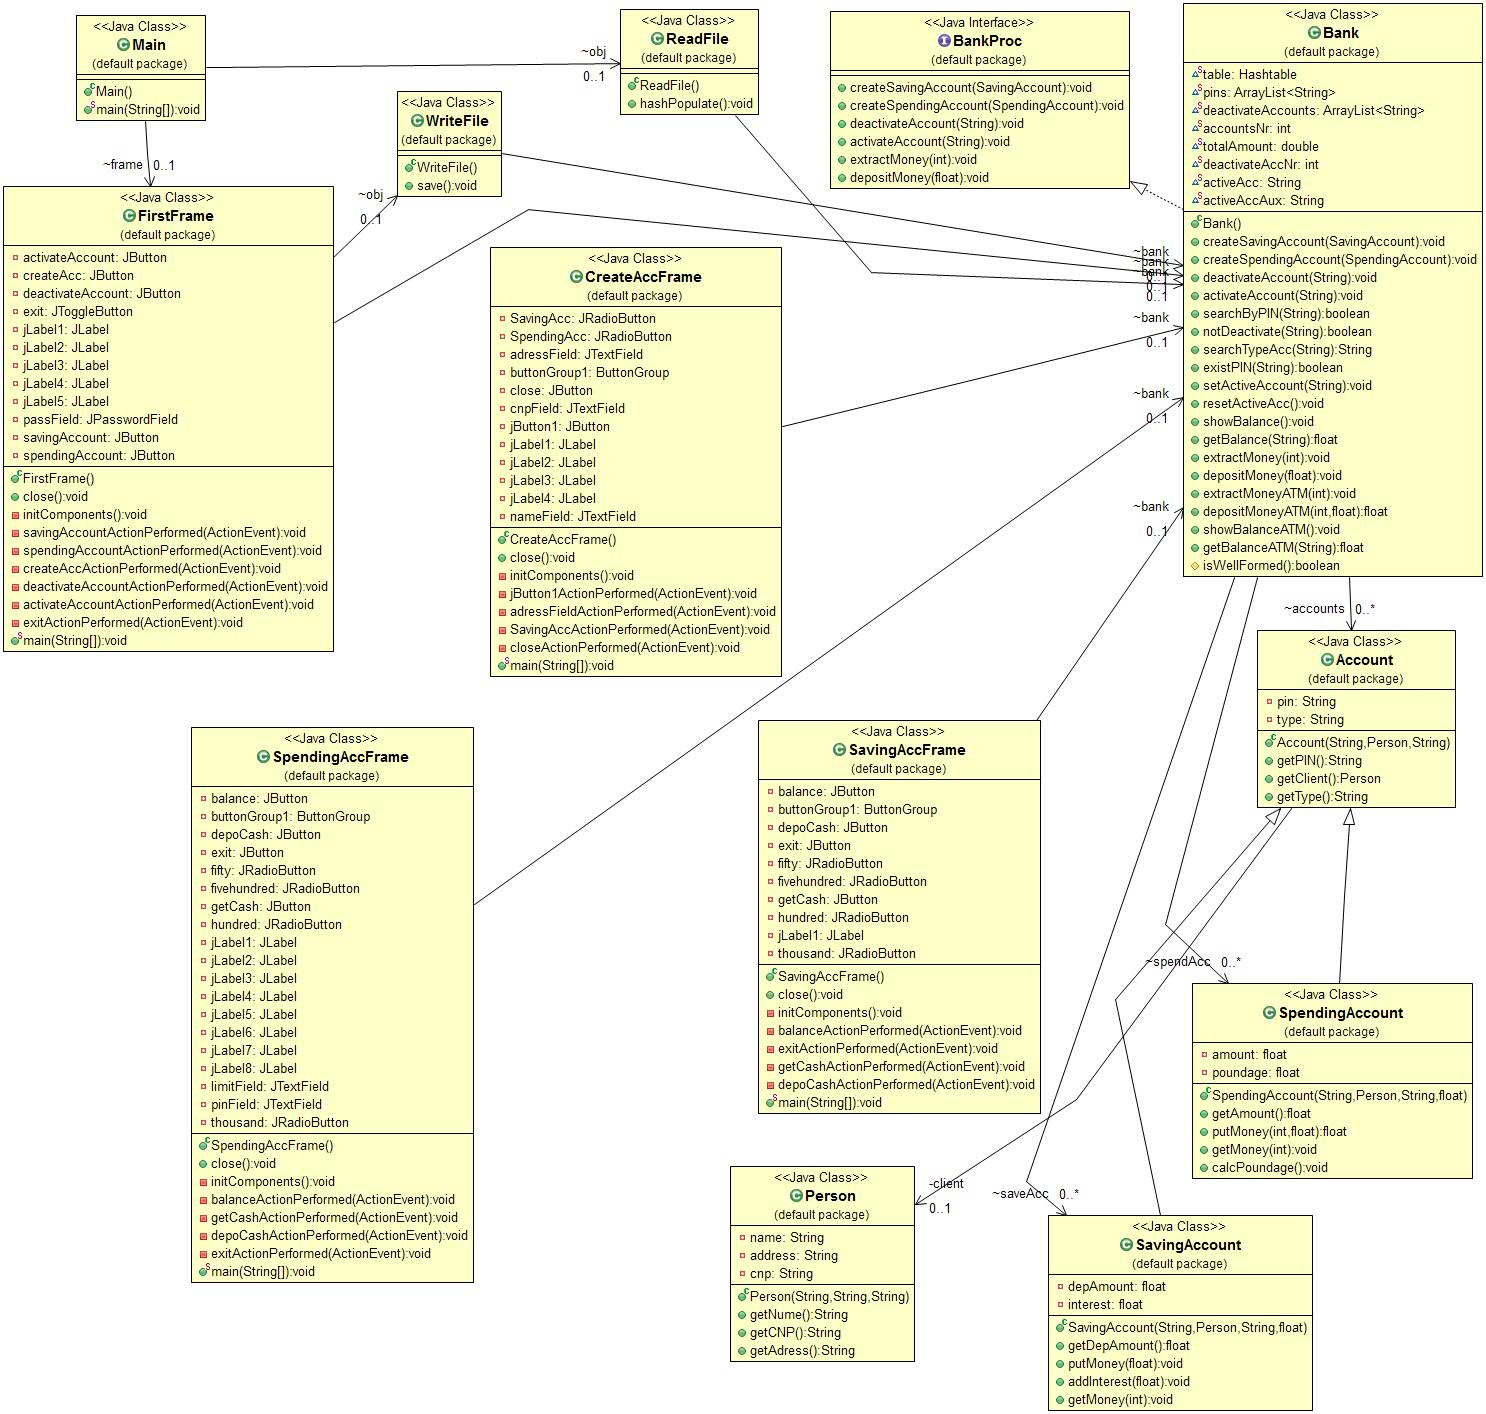 <<Java Class>>
Main
(default package)
Main()
main(String[]):void
~obj
0..1
<<Java Class>>
ReadFile
(default package)
ReadFile()
hashPopulate():void
<<Java Class>>
WriteFile
(default package)
WriteFile()
save():void
<<Java Interface>>
BankProc
(default package)
createSavingAccount(SavingAccount):void
createSpendingAccount(SpendingAccount):void
deactivateAccount(String):void
activateAccount(String):void
extractMoney(int):void
depositMoney(float):void
<<Java Class>>
Bank
(default package)
table: Hashtable
pins: ArrayList<String>
deactivateAccounts: ArrayList<String>
accountsNr: int
totalAmount: double
deactivateAccNr: int
activeAcc: String
activeAccAux: String
Bank()
createSavingAccount(SavingAccount):void
createSpendingAccount(SpendingAccount):void
deactivateAccount(String):void
activateAccount(String):void
searchByPIN(String):boolean
notDeactivate(String):boolean
searchTypeAcc(String):String
existPIN(String):boolean
setActiveAccount(String):void
resetActiveAcc():void
showBalance():void
getBalance(String):float
extractMoney(int):void
depositMoney(float):void
extractMoneyATM(int):void
depositMoneyATM(int,float):float
showBalanceATM():void
getBalanceATM(String):float
isWellFormed():boolean
~frame 0..1
~obj
0..1
<<Java Class>>
FirstFrame
(default package)
activateAccount: JButton
createAcc: JButton
deactivateAccount: JButton
exit: JToggleButton
jLabel1: JLabel
jLabel2: JLabel
jLabel3: JLabel
jLabel4: JLabel
jLabel5: JLabel
passField: JPasswordField
savingAccount: JButton
spendingAccount: JButton
FirstFrame()
close():void
initComponents():void
savingAccountActionPerformed(ActionEvent):void
spendingAccountActionPerformed(ActionEvent):void
createAccActionPerformed(ActionEvent):void
deactivateAccountActionPerformed(ActionEvent):void
activateAccountActionPerformed(ActionEvent):void
exitActionPerformed(ActionEvent):void
main(String[]):void
<<Java Class>>
CreateAccFrame
(default package)
SavingAcc: JRadioButton
SpendingAcc: JRadioButton
adressField: JTextField
buttonGroup1: ButtonGroup
close: JButton
cnpField: JTextField
jButton1: JButton
jLabel1: JLabel
jLabel2: JLabel
jLabel3: JLabel
jLabel4: JLabel
nameField: JTextField
CreateAccFrame()
close():void
initComponents():void
jButton1ActionPerformed(ActionEvent):void
adressFieldActionPerformed(ActionEvent):void
SavingAccActionPerformed(ActionEvent):void
closeActionPerformed(ActionEvent):void
main(String[]):void
~bank
~bank
~bank
0..1
0..1
0..1
~bank
0..1
~bank
0..1
~bank
0..1
~accounts 0..*
<<Java Class>>
Account
(default package)
pin: String
type: String
Account(String,Person,String)
getPIN():String
getClient():Person
getType():String
<<Java Class>>
SpendingAccFrame
(default package)
balance: JButton
buttonGroup1: ButtonGroup
depoCash: JButton
exit: JButton
fifty: JRadioButton
fivehundred: JRadioButton
getCash: JButton
hundred: JRadioButton
jLabel1: JLabel
jLabel2: JLabel
jLabel3: JLabel
jLabel4: JLabel
jLabel5: JLabel
jLabel6: JLabel
jLabel7: JLabel
jLabel8: JLabel
limitField: JTextField
pinField: JTextField
thousand: JRadioButton
SpendingAccFrame()
close():void
initComponents():void
balanceActionPerformed(ActionEvent):void
getCashActionPerformed(ActionEvent):void
depoCashActionPerformed(ActionEvent):void
exitActionPerformed(ActionEvent):void
main(String[]):void
<<Java Class>>
SavingAccFrame
(default package)
balance: JButton
buttonGroup1: ButtonGroup
depoCash: JButton
exit: JButton
fifty: JRadioButton
fivehundred: JRadioButton
getCash: JButton
hundred: JRadioButton
jLabel1: JLabel
thousand: JRadioButton
SavingAccFrame()
close():void
initComponents():void
balanceActionPerformed(ActionEvent):void
exitActionPerformed(ActionEvent):void
getCashActionPerformed(ActionEvent):void
depoCashActionPerformed(ActionEvent):void
main(String[]):void
~spendAcc 0..*
<<Java Class>>
SpendingAccount
(default package)
amount: float
poundage: float
SpendingAccount(String,Person,String,float)
getAmount():float
putMoney(int,float):float
getMoney(int):void
calcPoundage():void
-client
0..1
<<Java Class>>
Person
(default package)
name: String
address: String
cnp: String
Person(String,String,String)
getNume():String
getCNP():String
getAdress():String
~saveAcc 0..*
<<Java Class>>
SavingAccount
(default package)
depAmount: float
interest: float
SavingAccount(String,Person,String,float)
getDepAmount():float
putMoney(float):void
addInterest(float):void
getMoney(int):void